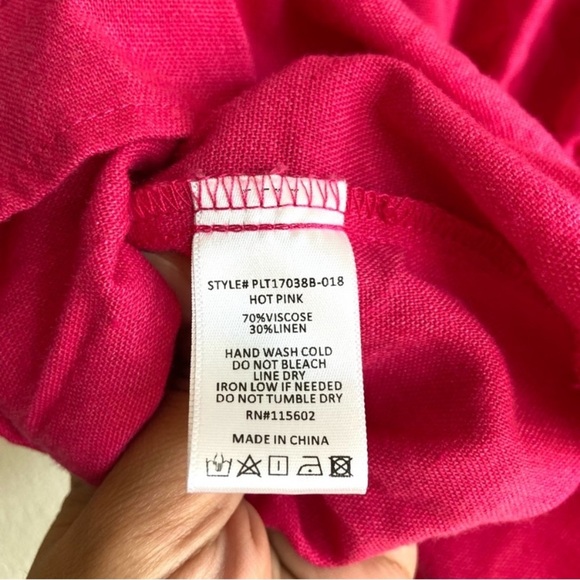 STYLE# PLT17038B-018
HOT PINK
70%VISCOSE
30%LINEN
HAND WASH COLD
DO NOT BLEACH
LINE DRY
IRON LOW IF NEEDED
DO NOT TUMBLE DRY
RN#115602
MADE IN CHINA